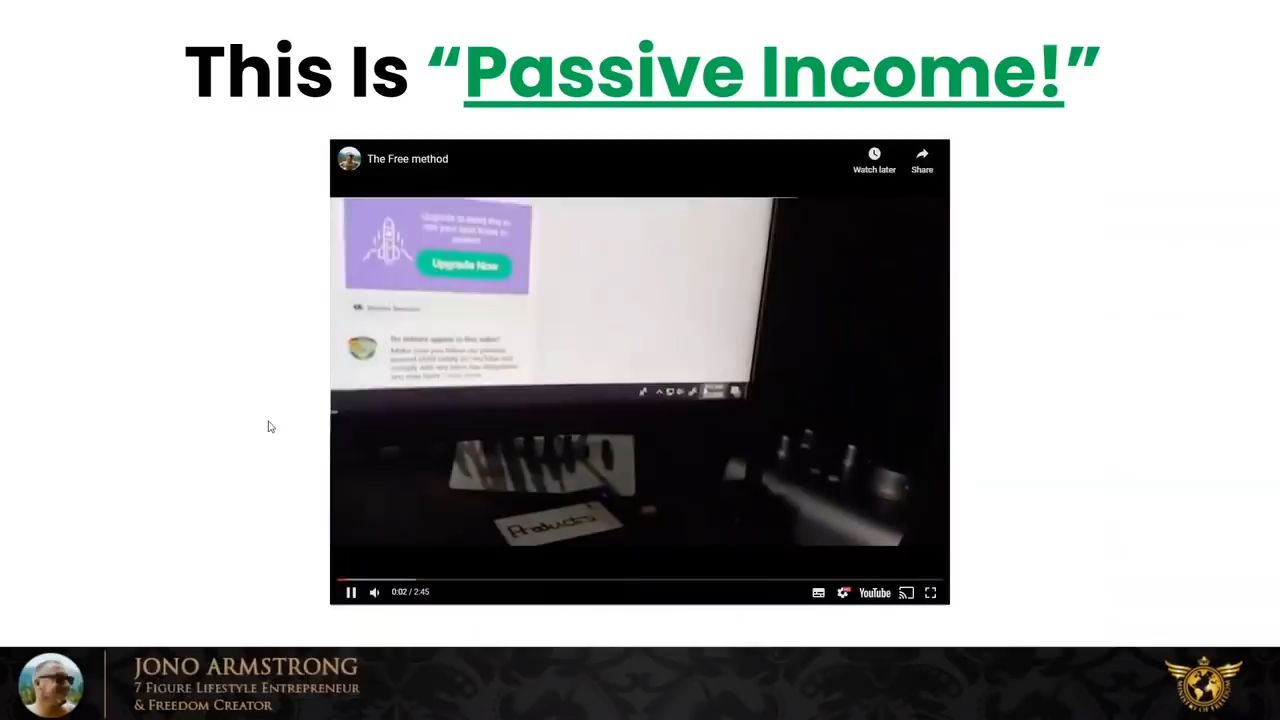 This Is “Passive Income!”
The Free method
Watch later
Share
Upgrade Now
Products
0:02 / 2:45
YouTube
JONO ARMSTRONG
7 FIGURE LIFESTYLE ENTREPRENEUR
& FREEDOM CREATOR